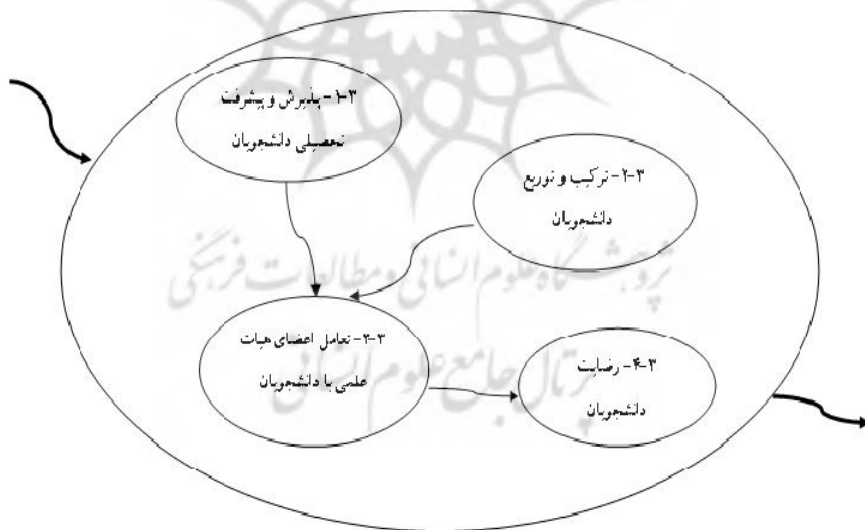 ۳-۱- پذیرش و پیشرفت
تحصیلی دانشجویان
۳-۲- ترکیب و توزیع
دانشجویان
پژوهشگاه علوم انسانی و مطالعات فرهنگی
۳-۳- تعامل اعضای هیات
علمی با دانشجویان
۳-۴- رضایت
دانشجویان
پرتال جامع علوم انسانی